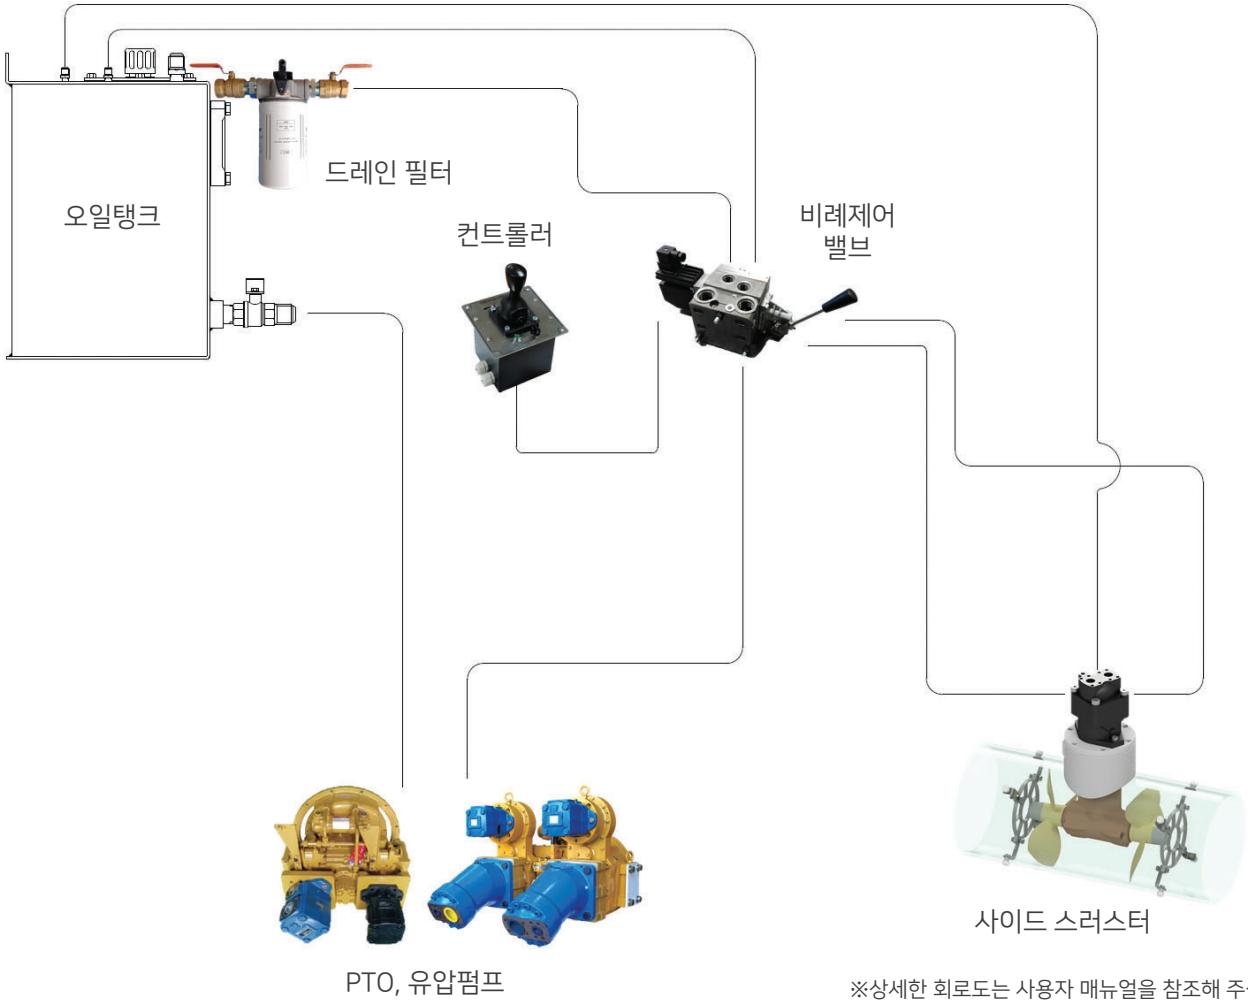 드레인 필터
오일탱크
컨트롤러
비례제어
밸브
사이드 스러스터
PTO, 유압펌프
※상세한 회로도는 사용자 매뉴얼을 참조해